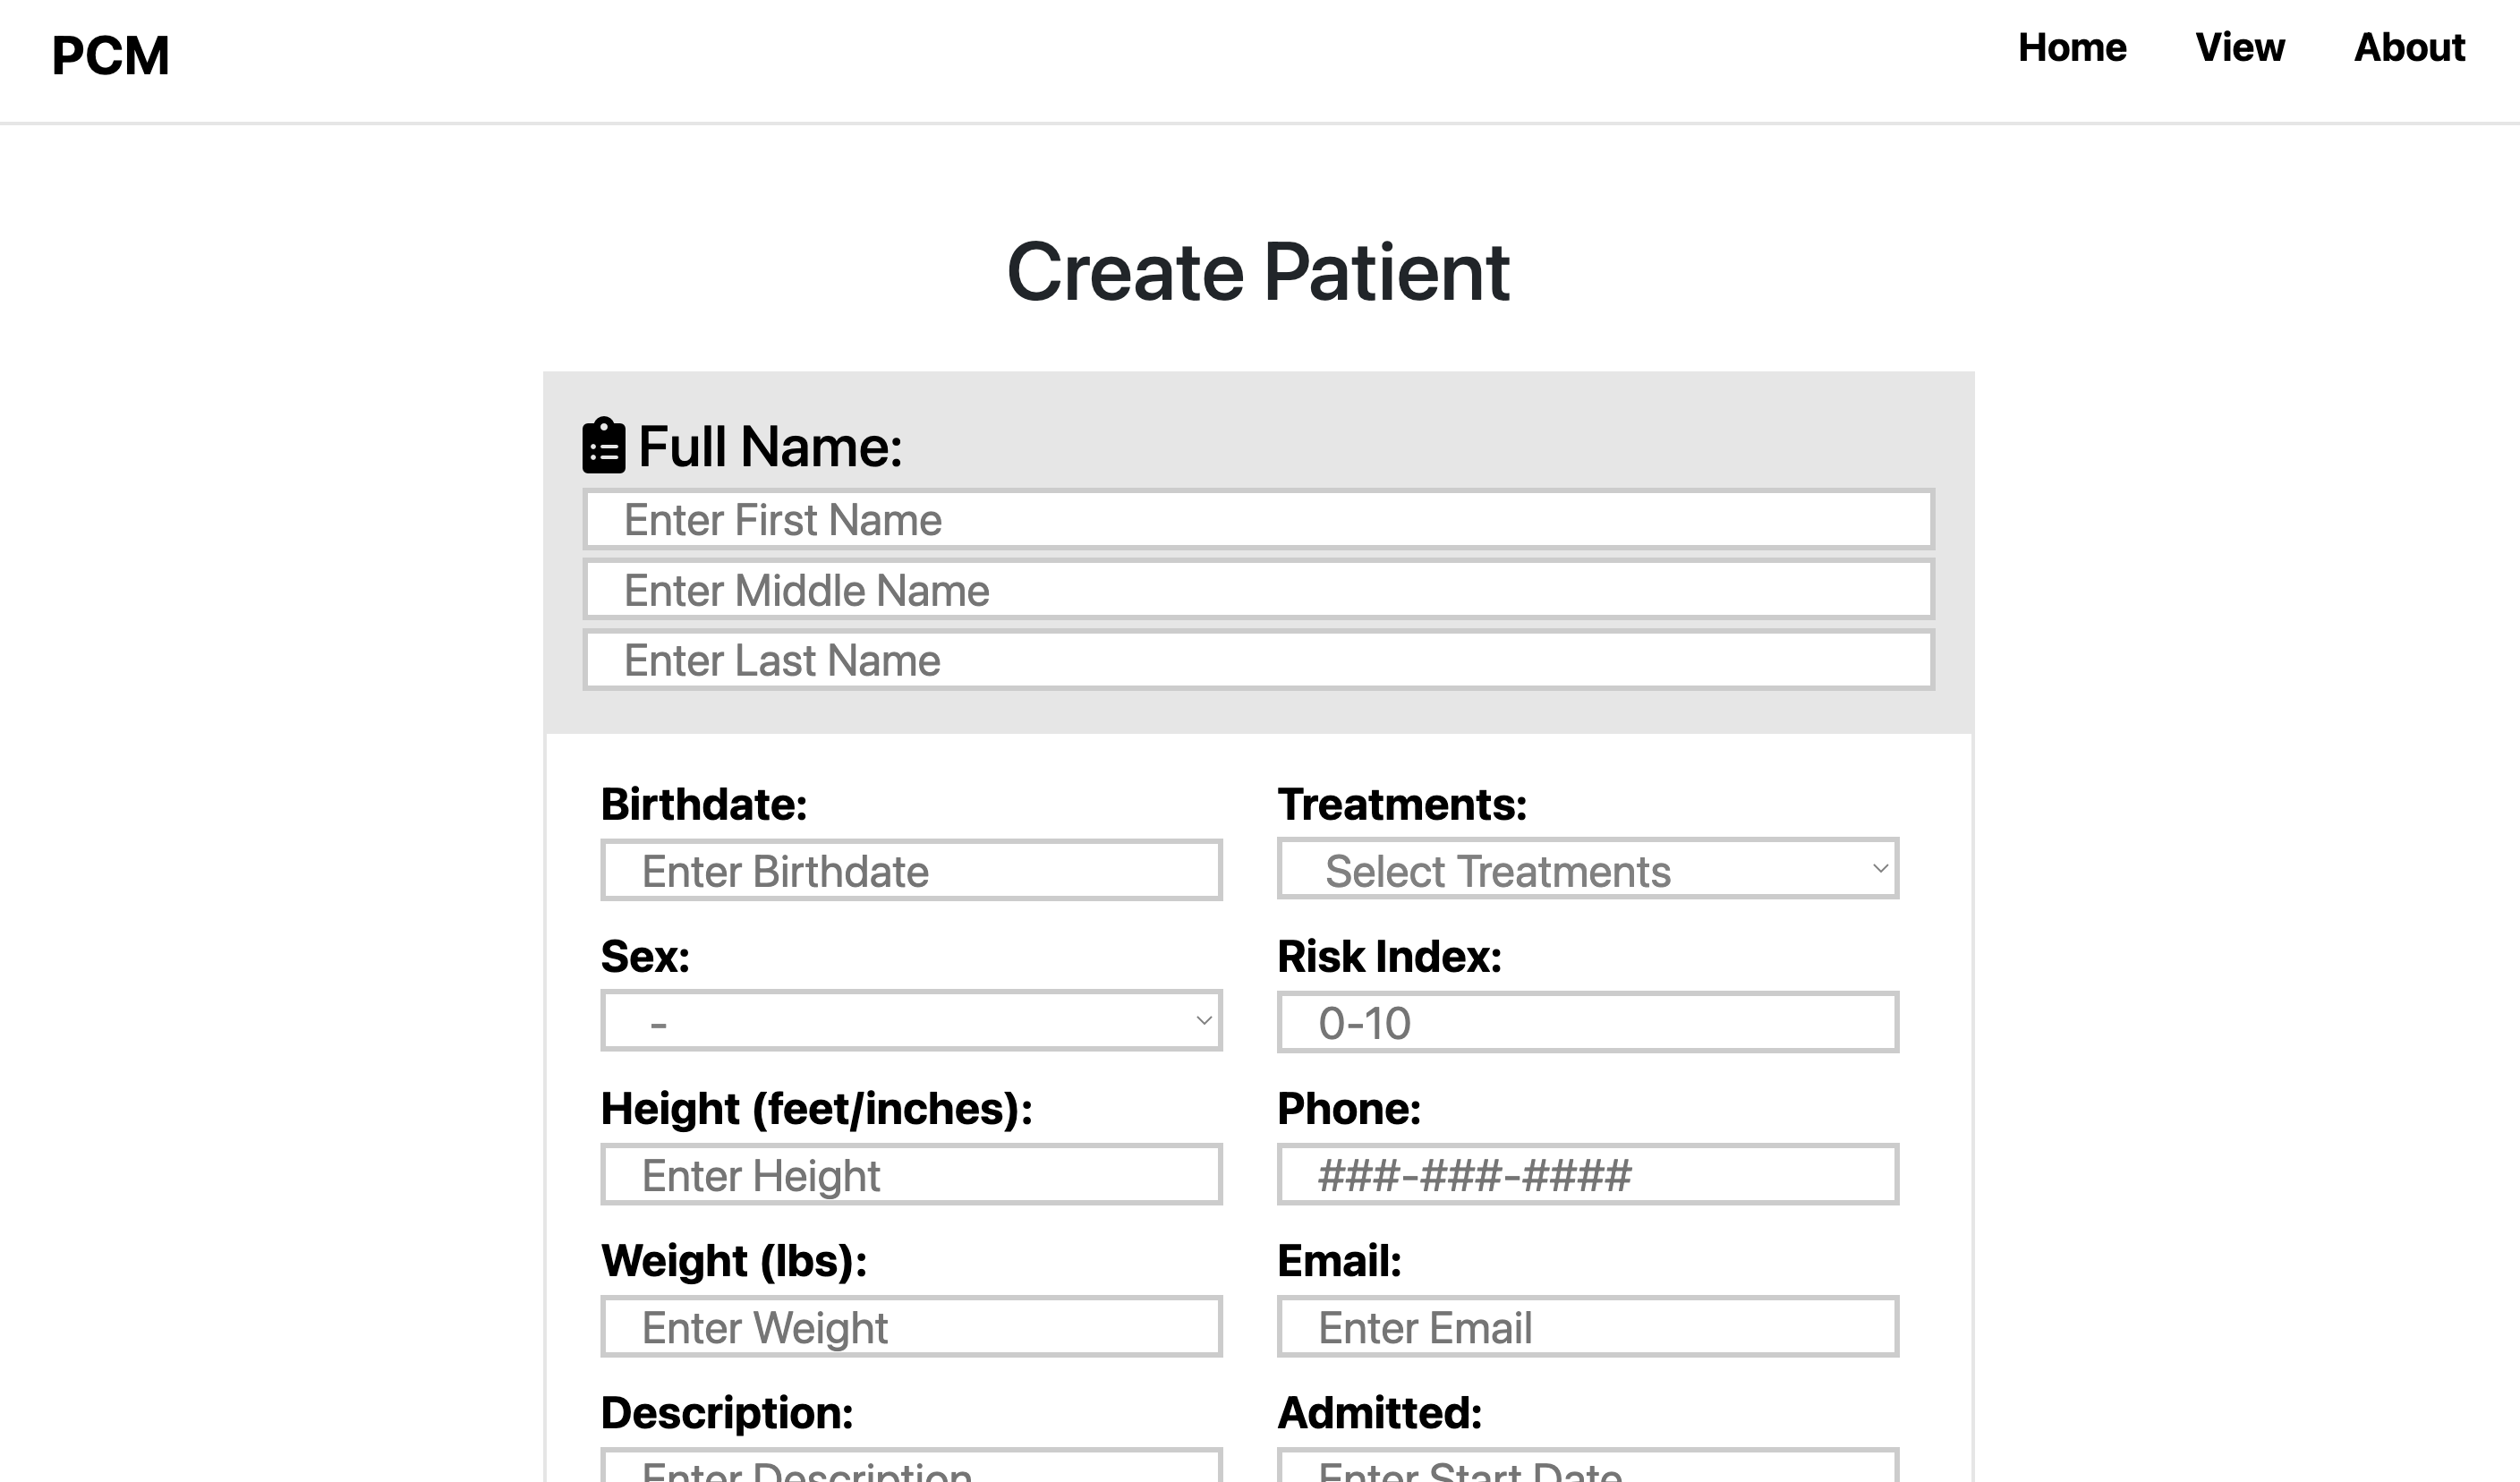 PCM
Home View About
Create Patient
Full Name:
Enter First Name
Enter Middle Name
Enter Last Name
Birthdate:
Enter Birthdate
Treatments:
Select Treatments
Sex:
-
Risk Index:
0-10
Height (feet/inches):
Enter Height
Phone:
###-###-####
Weight (lbs):
Enter Weight
Email:
Enter Email
Description:
Enter Description
Admitted:
Enter Start Date